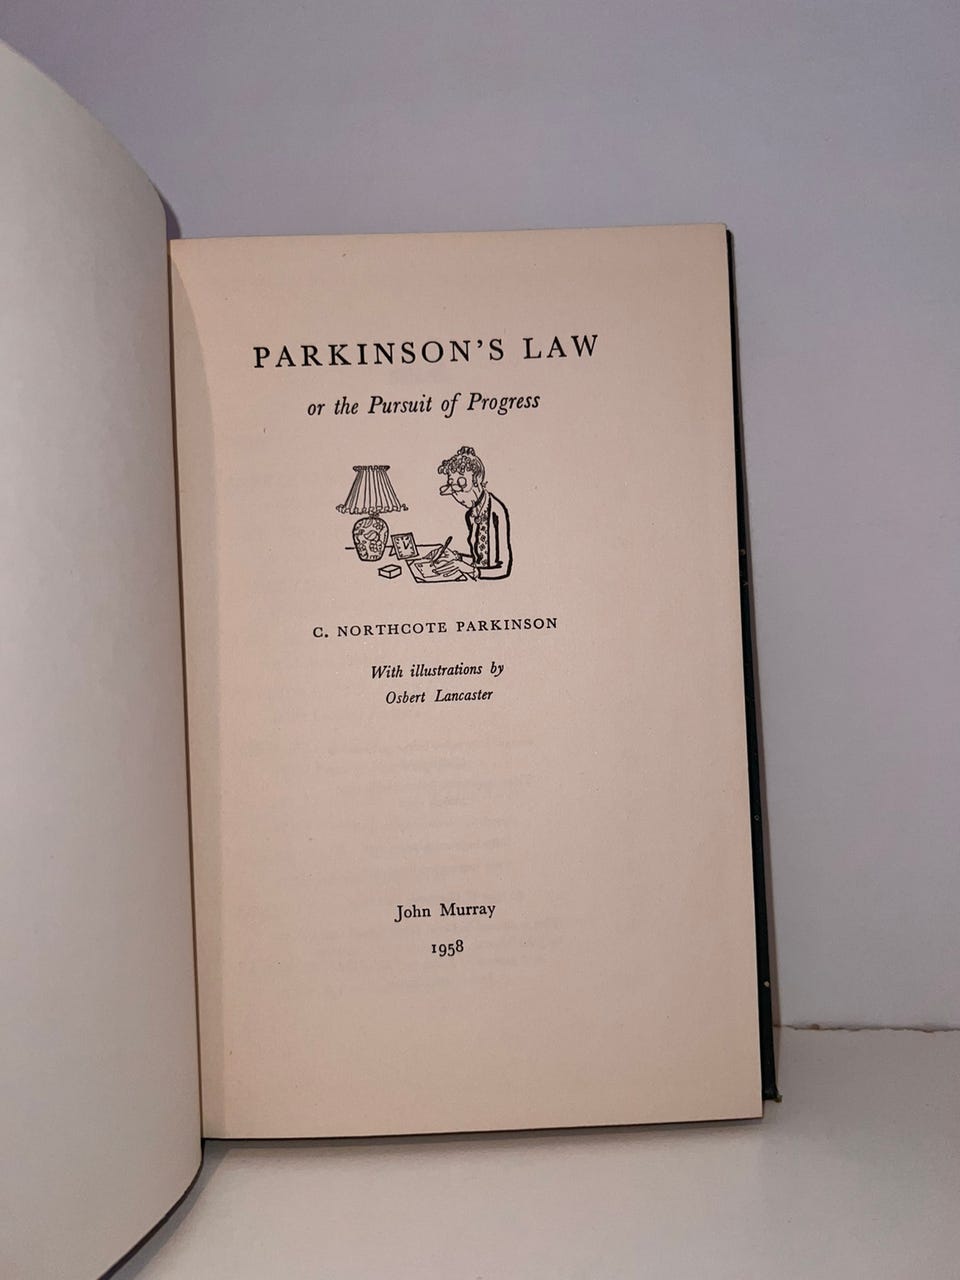 PARKINSON'S LAW
or the Pursuit of Progress
C. NORTHCOTE PARKINSON
With illustrations by
Osbert Lancaster
John Murray
1958